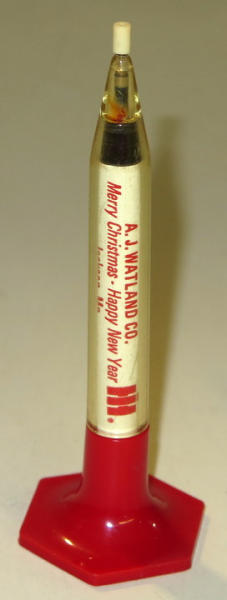 A. J. WATLAND CO.
Merry Christmas - Happy New Year
®